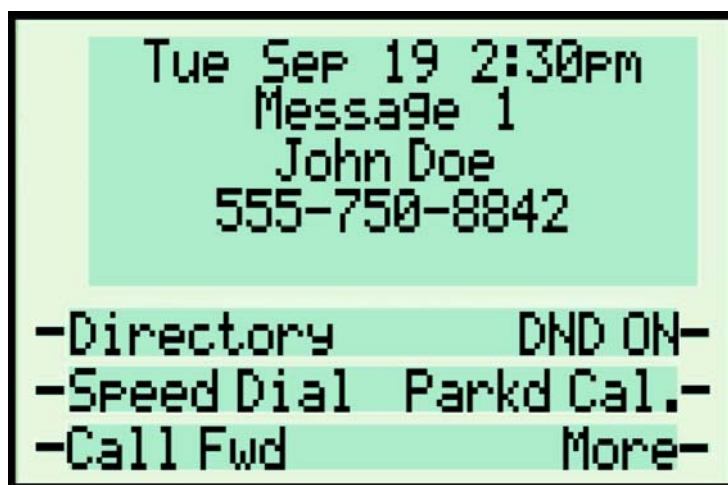 Tue Sep 19 2:30pm
Message 1
John Doe
555-750-8842
-Directory DND ON-
-Speed Dial Parkd Cal.-
-Call Fwd More-